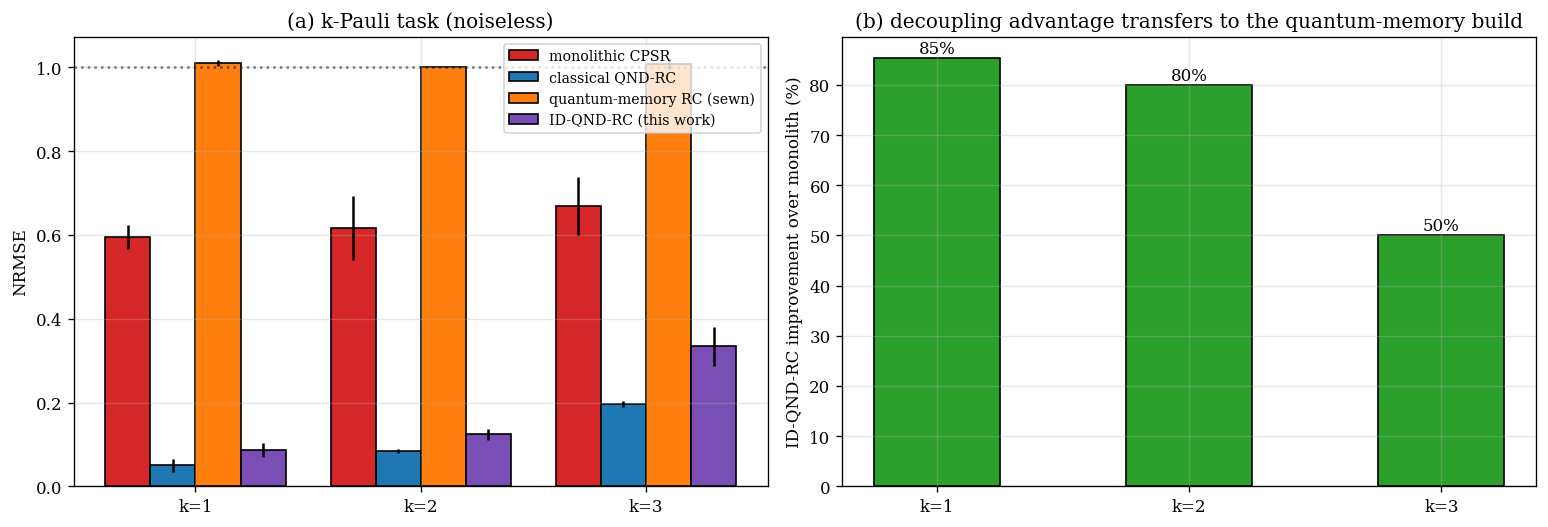 (a) k-Pauli task (noiseless)
NRMSE
1.0
0.8
0.6
0.4
0.2
0.0
monolithic CPSR
classical QND-RC
quantum-memory RC (sewn)
ID-QND-RC (this work)
k=1
k=2
k=3
(b) decoupling advantage transfers to the quantum-memory build
ID-QND-RC improvement over monolith (%)
80
70
60
50
40
30
20
10
0
85%
80%
50%
k=1
k=2
k=3